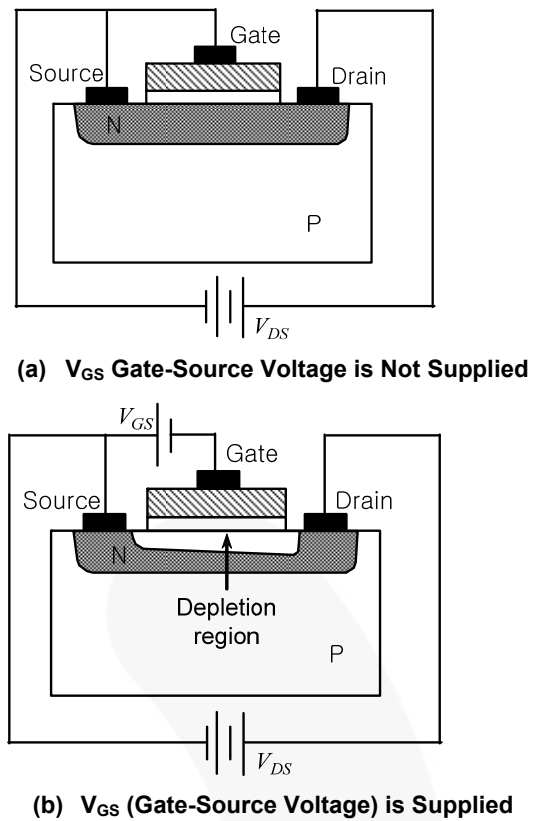 Gate
Source
Drain
N
P
V_DS
(a) V_GS Gate-Source Voltage is Not Supplied
V_GS
Gate
Source
Drain
N
Depletion
region
P
V_DS
(b) V_GS (Gate-Source Voltage) is Supplied